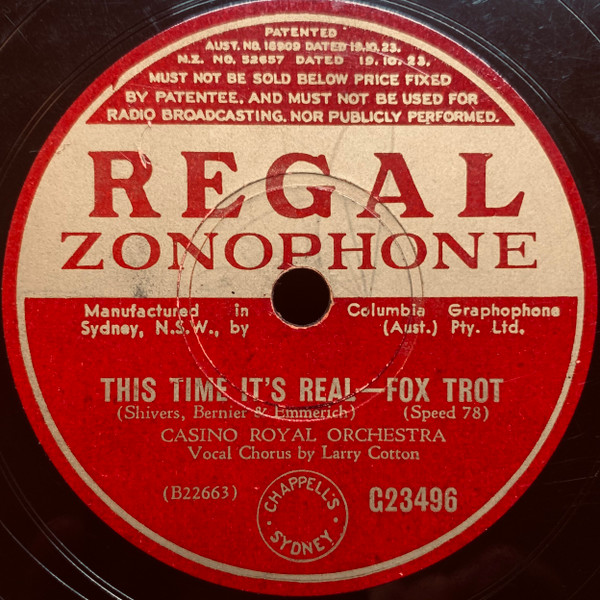 PATENTED
AUST. NO. 18909 DATED 19.10.23.
N.Z. NO. 52657 DATED 19.10.23.
MUST NOT BE SOLD BELOW PRICE FIXED
BY PATENTEE, AND MUST NOT BE USED FOR
RADIO BROADCASTING, NOR PUBLICLY PERFORMED.
REGAL
ZONOPHONE
Manufactured in Columbia Graphophone
Sydney, N.S.W., by (Aust.) Pty. Ltd.
THIS TIME IT'S REAL—FOX TROT
(Shivers, Bernier & Emmerich) (Speed 78)
CASINO ROYAL ORCHESTRA
Vocal Chorus by Larry Cotton
(B22663) CHAPPELL'S SYDNEY G23496